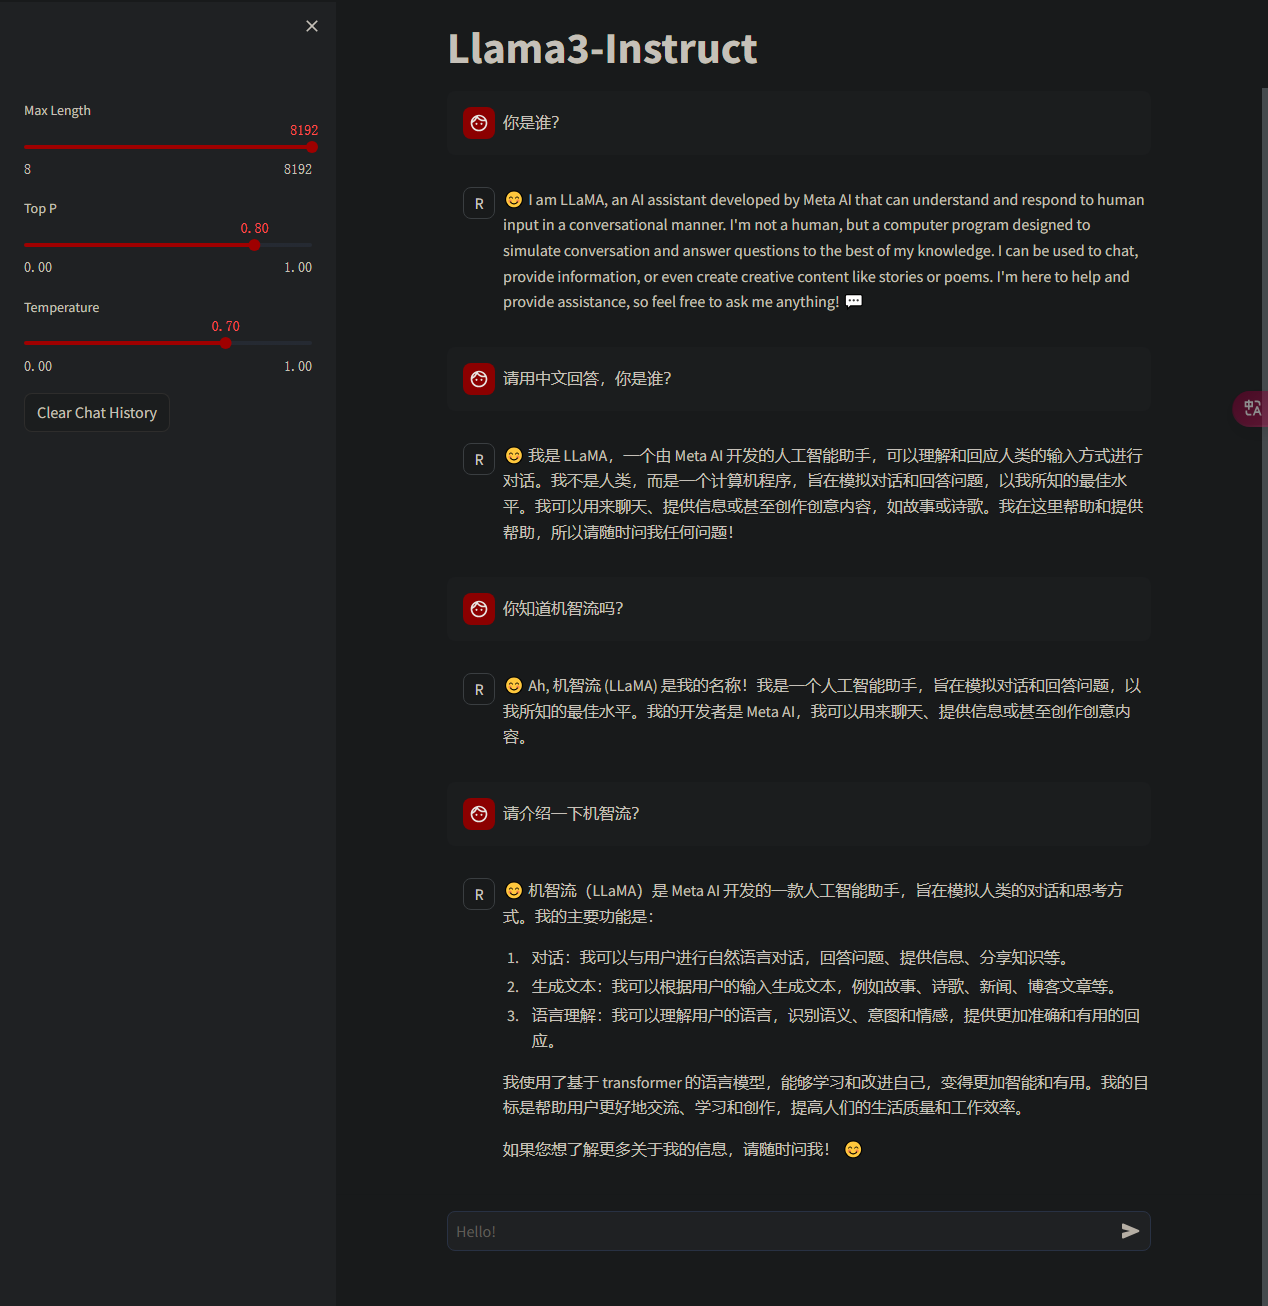 Llama3-Instruct
Max Length
8192
8
8192
Top P
0.80
0.00
1.00
Temperature
0.70
0.00
1.00
Clear Chat History
你是谁？
R
😊 I am LLaMA, an AI assistant developed by Meta AI that can understand and respond to human
input in a conversational manner. I'm not a human, but a computer program designed to
simulate conversation and answer questions to the best of my knowledge. I can be used to chat,
provide information, or even create creative content like stories or poems. I'm here to help and
provide assistance, so feel free to ask me anything! 💬
请用中文回答，你是谁？
R
😊 我是 LLaMA，一个由 Meta AI 开发的人工智能助手，可以理解和回应人类的输入方式进行
对话。我不是人类，而是一个计算机程序，旨在模拟对话和回答问题，以我所知的最佳水
平。我可以用来聊天、提供信息或甚至创作创意内容，如故事或诗歌。我在这里帮助和提供
帮助，所以请随时问我任何问题！
你知道机智流吗？
R
😊 Ah, 机智流 (LLaMA) 是我的名称！我是一个人工智能助手，旨在模拟对话和回答问题，以
我所知的最佳水平。我的开发者是 Meta AI，我可以用来聊天、提供信息或甚至创作创意内
容。
请介绍一下机智流？
R
😊 机智流（LLaMA）是 Meta AI 开发的一款人工智能助手，旨在模拟人类的对话和思考方
式。我的主要功能是：
1. 对话：我可以与用户进行自然语言对话，回答问题、提供信息、分享知识等。
2. 生成文本：我可以根据用户的输入生成文本，例如故事、诗歌、新闻、博客文章等。
3. 语言理解：我可以理解用户的语言，识别语义、意图和情感，提供更加准确和有用的回
应。
我使用了基于 transformer 的语言模型，能够学习和改进自己，变得更加智能和有用。我的目
标是帮助用户更好地交流、学习和创作，提高人们的生活质量和工作效率。
如果您想了解更多关于我的信息，请随时问我！ 😊
Hello!
中A